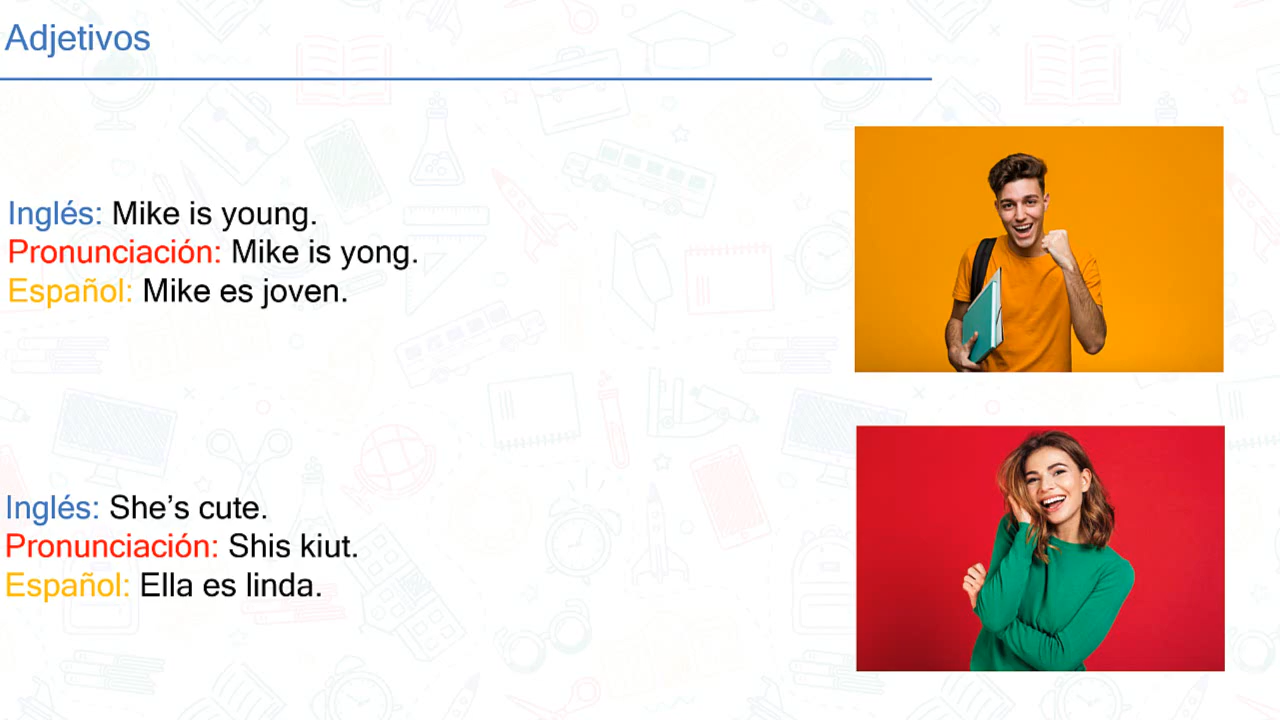 Adjetivos
Inglés: Mike is young.
Pronunciación: Mike is yong.
Español: Mike es joven.
Inglés: She’s cute.
Pronunciación: Shis kiut.
Español: Ella es linda.